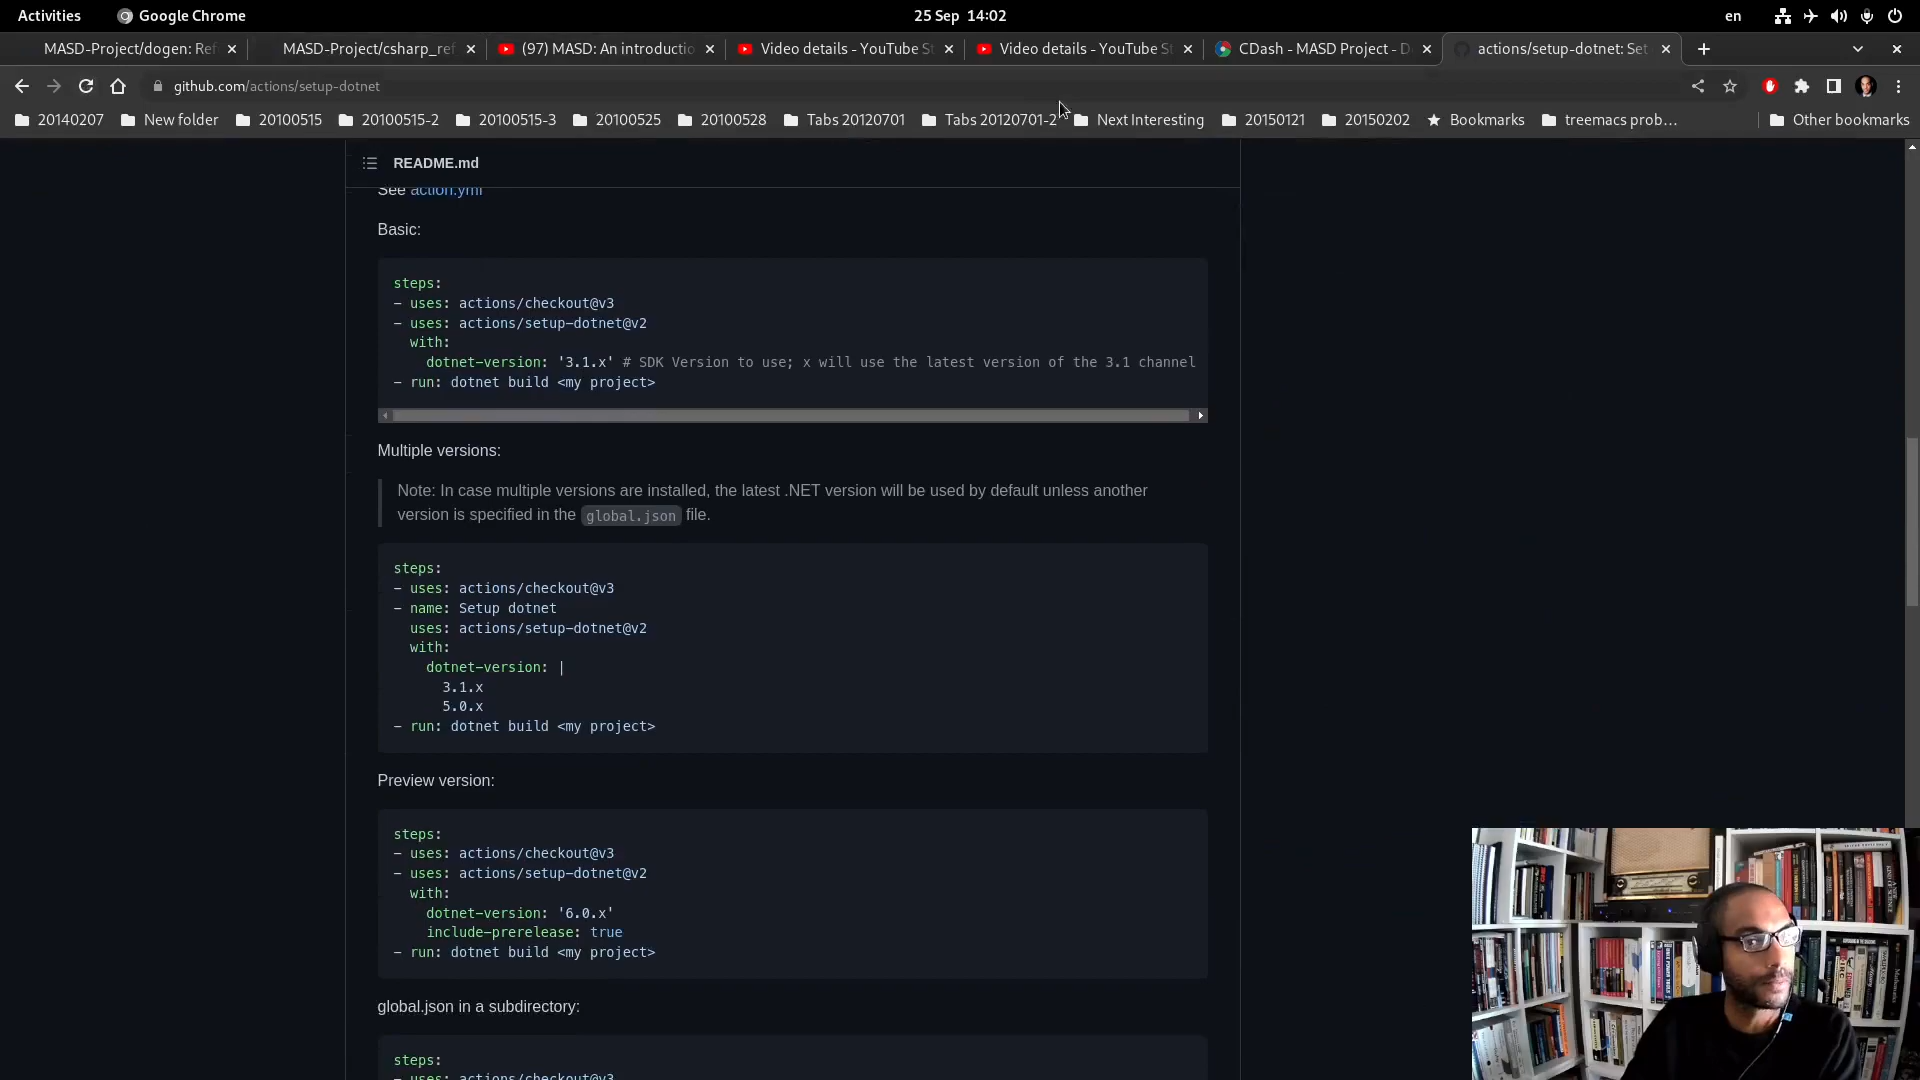 Activities
Google Chrome
25 Sep 14:02
en
MASD-Project/dogen: Ref
MASD-Project/csharp_ref
(97) MASD: An introductio
Video details - YouTube St
Video details - YouTube St
CDash - MASD Project - D
actions/setup-dotnet: Set
github.com/actions/setup-dotnet
20140207
New folder
20100515
20100515-2
20100515-3
20100525
20100528
Tabs 20120701
Tabs 20120701-2
Next Interesting
20150121
20150202
Bookmarks
treemacs prob…
Other bookmarks
README.md
See action.yml
Basic:
steps:
- uses: actions/checkout@v3
- uses: actions/setup-dotnet@v2
with:
dotnet-version: '3.1.x' # SDK Version to use; x will use the latest version of the 3.1 channel
- run: dotnet build <my project>
Multiple versions:
Note: In case multiple versions are installed, the latest .NET version will be used by default unless another
version is specified in the global.json file.
steps:
- uses: actions/checkout@v3
- name: Setup dotnet
uses: actions/setup-dotnet@v2
with:
dotnet-version: |
3.1.x
5.0.x
- run: dotnet build <my project>
Preview version:
steps:
- uses: actions/checkout@v3
- uses: actions/setup-dotnet@v2
with:
dotnet-version: '6.0.x'
include-prerelease: true
- run: dotnet build <my project>
global.json in a subdirectory:
steps:
- uses: actions/checkout@v3